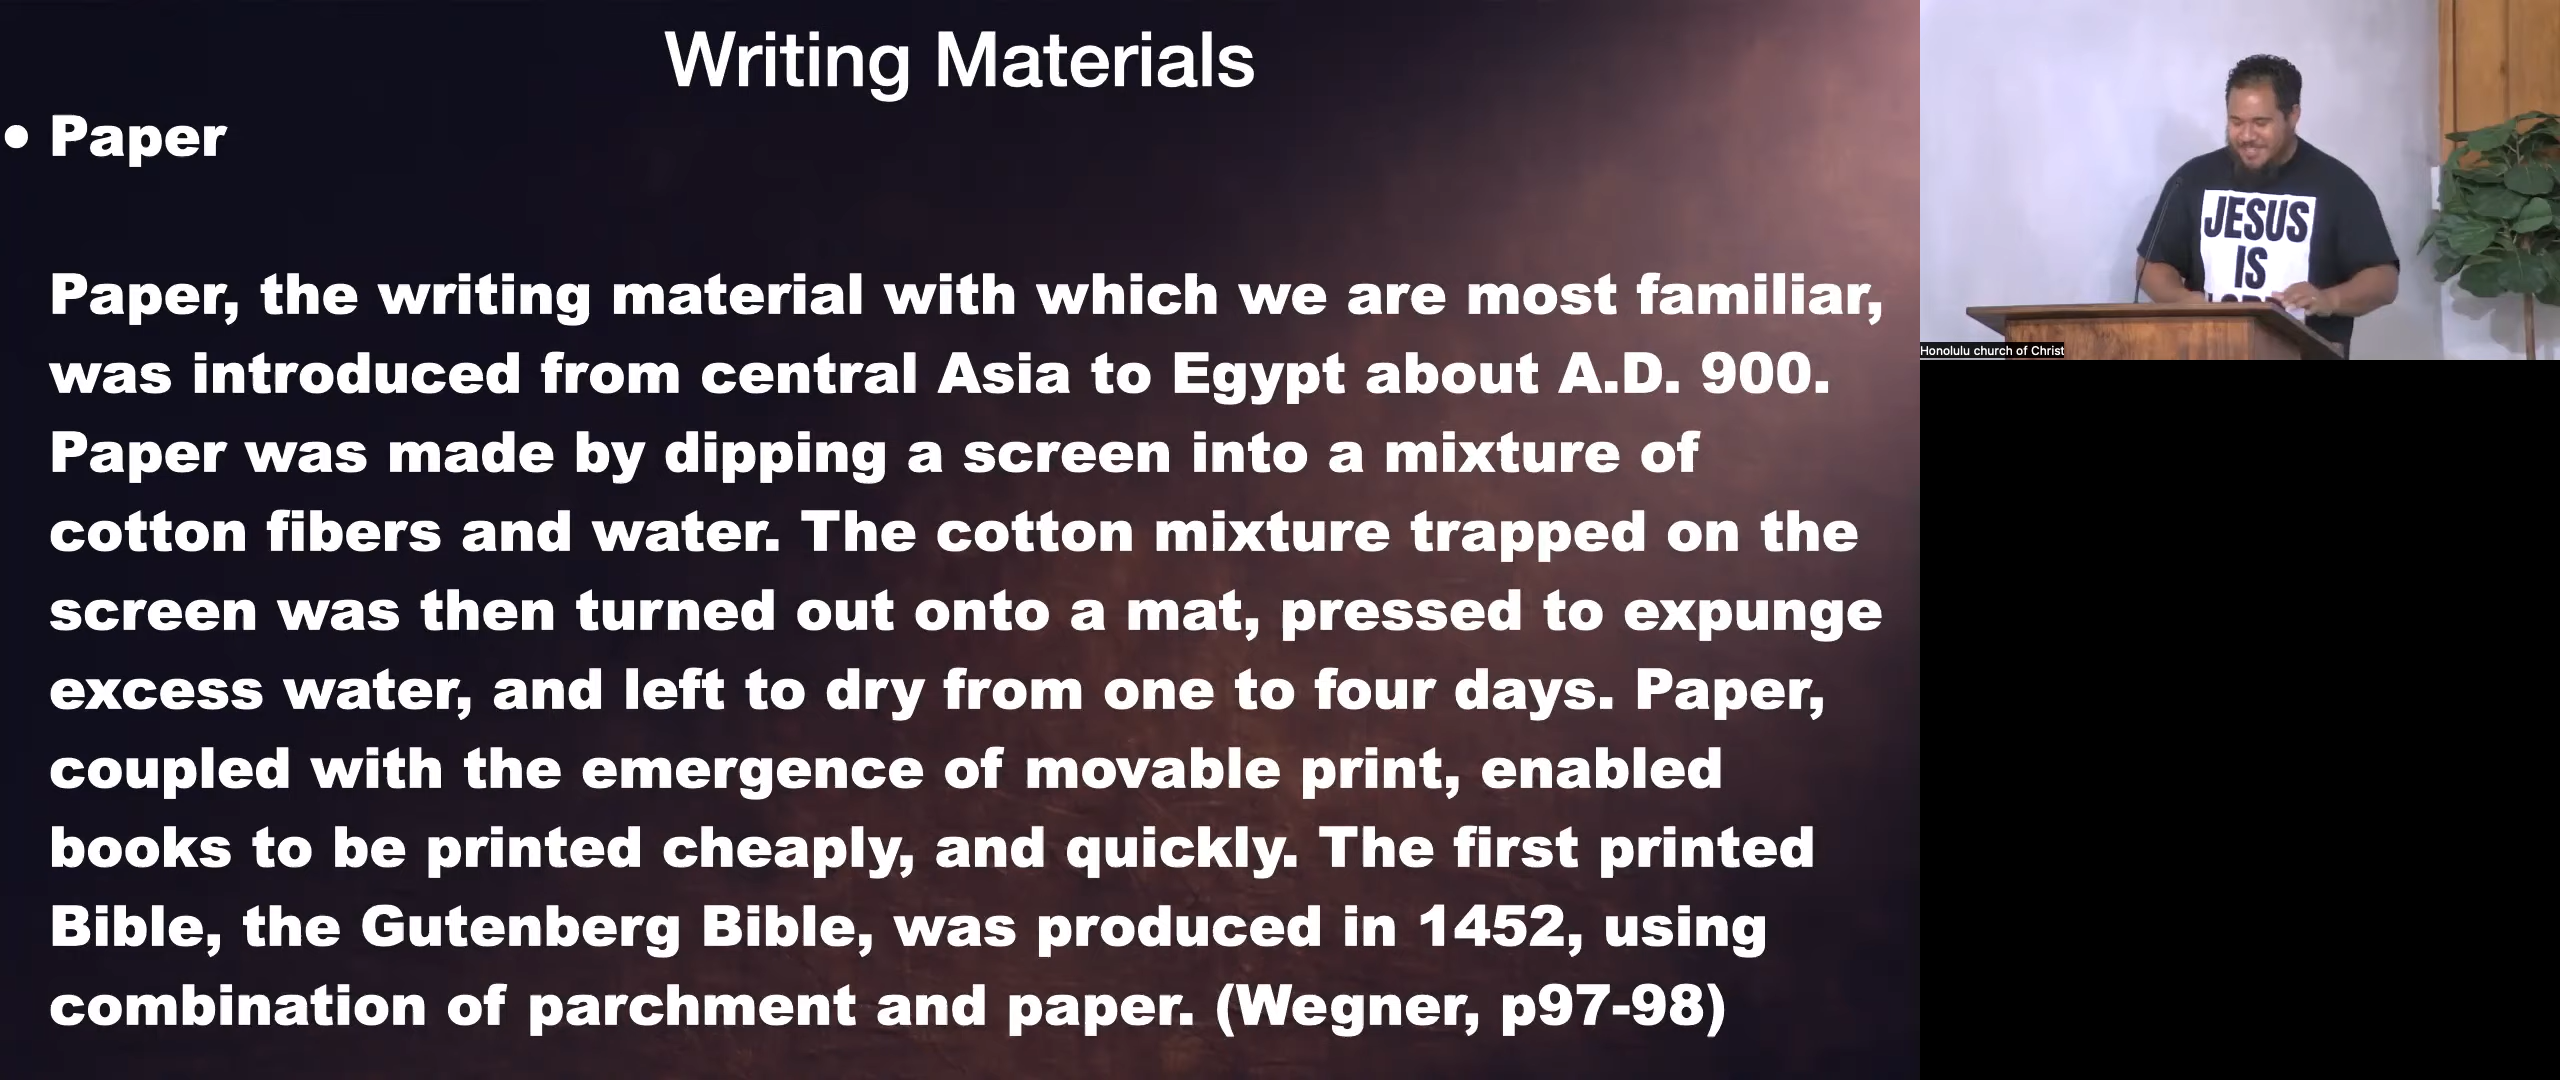 Writing Materials
• Paper
Paper, the writing material with which we are most familiar,
was introduced from central Asia to Egypt about A.D. 900.
Paper was made by dipping a screen into a mixture of
cotton fibers and water. The cotton mixture trapped on the
screen was then turned out onto a mat, pressed to expunge
excess water, and left to dry from one to four days. Paper,
coupled with the emergence of movable print, enabled
books to be printed cheaply, and quickly. The first printed
Bible, the Gutenberg Bible, was produced in 1452, using
combination of parchment and paper. (Wegner, p97-98)
JESUS
IS
LORD
Honolulu church of Christ